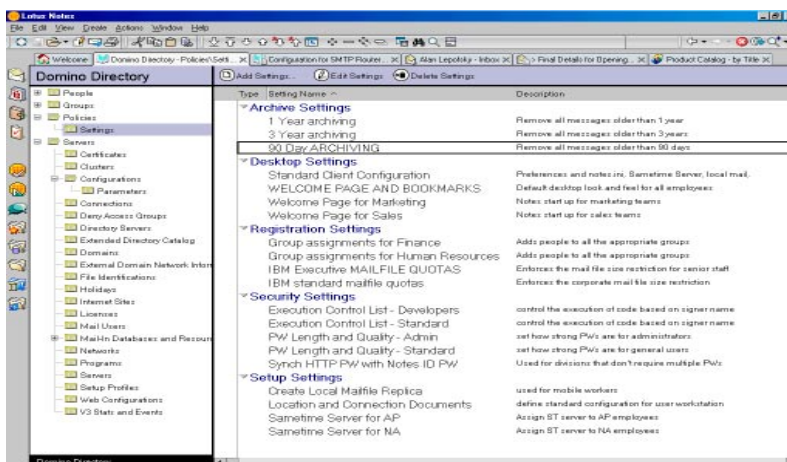 Lotus Notes
File Edit View Create Actions Window Help
Welcome
Domino Directory - Policies\Setti...
Configuration for SMTP Router...
Alan Lepofsky - Inbox
Final Details for Opening...
Product Catalog - by Title
Domino Directory
Add Settings...
Edit Settings
Delete Settings
People
Groups
Policies
Settings
Servers
Certificates
Clusters
Configurations
Parameters
Connections
Deny Access Groups
Directory Servers
Extended Directory Catalog
Domains
External Domain Network Inform
File Identifications
Holidays
Internet Sites
Licenses
Mail Users
Mail-In Databases and Resourc
Networks
Programs
Servers
Setup Profiles
Web Configurations
V3 Stats and Events
Domino Directory
Type Setting Name Description
Archive Settings
1 Year archiving Remove all messages older than 1 year
3 Year archiving Remove all messages older than 3 years
90 Day ARCHIVING Remove all messages older than 90 days
Desktop Settings
Standard Client Configuration Preferences and notes ini, Sametime Server, local mail,
WELCOME PAGE AND BOOKMARKS Default desktop look and feel for all employees
Welcome Page for Marketing Notes start up for marketing teams
Welcome Page for Sales Notes start up for sales teams
Registration Settings
Group assignments for Finance Adds people to all the appropriate groups
Group assignments for Human Resources Adds people to all the appropriate groups
IBM Executive MAILFILE QUOTAS Enforces the mail file size restriction for senior staff
IBM standard mailfile quotas Enforces the corporate mail file size restriction
Security Settings
Execution Control List - Developers control the execution of code based on signer name
Execution Control List - Standard control the execution of code based on signer name
PW Length and Quality - Admin set how strong PWs are for administrators
PW Length and Quality - Standard set how strong PWs are for general users
Synch HTTP PW with Notes ID PW Used for divisions that don't require multiple PWs
Setup Settings
Create Local Mailfile Replica used for mobile workers
Location and Connection Documents define standard configuration for user workstation
Sametime Server for AP Assign ST server to AP employees
Sametime Server for NA Assign ST server to NA employees